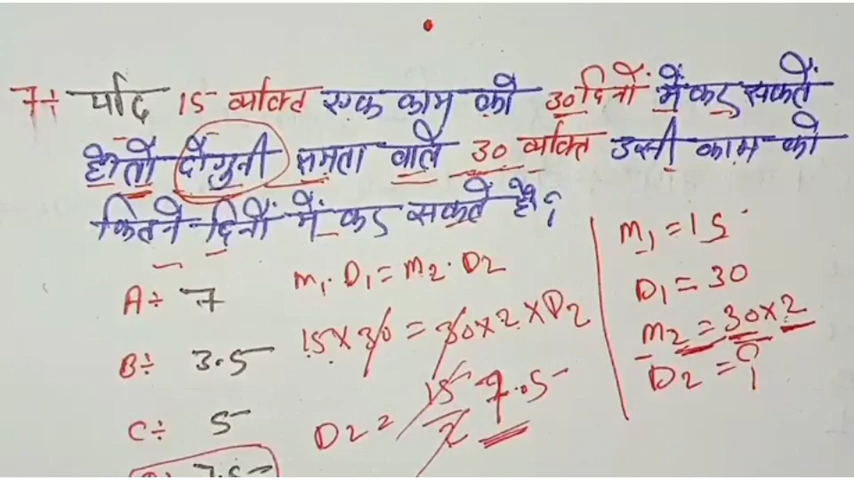 7÷ यदि 15 व्यक्ति एक काम को 30 दिनों में कर सकते
है तो दोगुनी क्षमता वाले 30 व्यक्ति उसी काम को
कितने दिनों में कर सकते है?
A÷ 7
B÷ 3.5
C÷ 5
7.5
m₁·D₁=m₂·D₂
15×30=30×2×D₂
D₂= 15/2 7.5
m₁=15
D₁=30
m₂=30×2
D₂=?